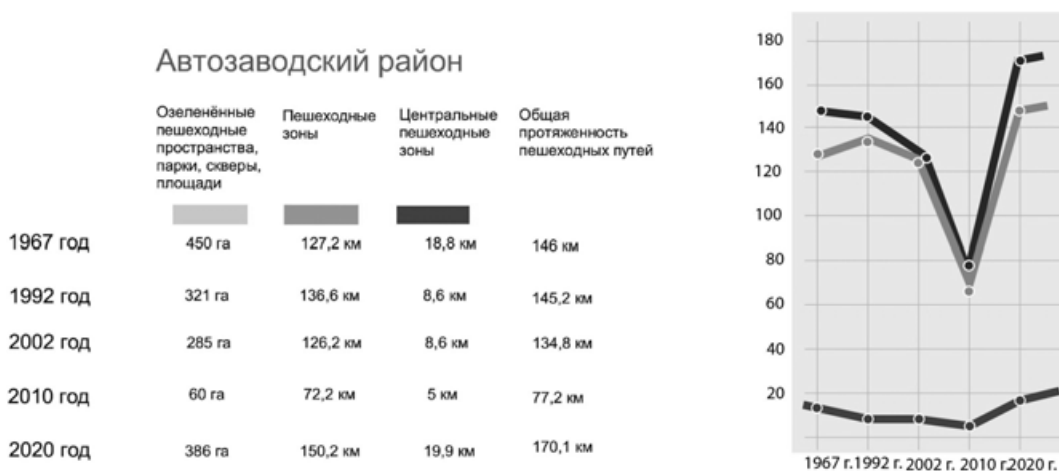 Автозаводский район
Озеленённые
пешеходные
пространства,
парки, скверы,
площади
Пешеходные
зоны
Центральные
пешеходные
зоны
Общая
протяженность
пешеходных путей
1967 год 450 га 127,2 км 18,8 км 146 км
1992 год 321 га 136,6 км 8,6 км 145,2 км
2002 год 285 га 126,2 км 8,6 км 134,8 км
2010 год 60 га 72,2 км 5 км 77,2 км
2020 год 386 га 150,2 км 19,9 км 170,1 км
180
160
140
120
100
80
60
40
20
1967 г.1992 г. 2002 г. 2010 г.2020 г.